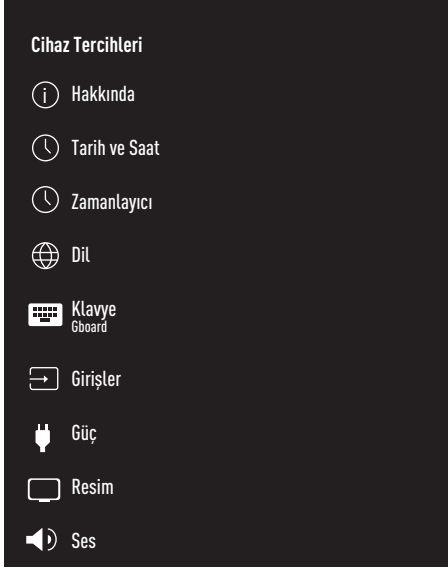 Cihaz Tercihleri
Hakkında
Tarih ve Saat
Zamanlayıcı
Dil
Klavye
Gboard
Girişler
Güç
Resim
Ses